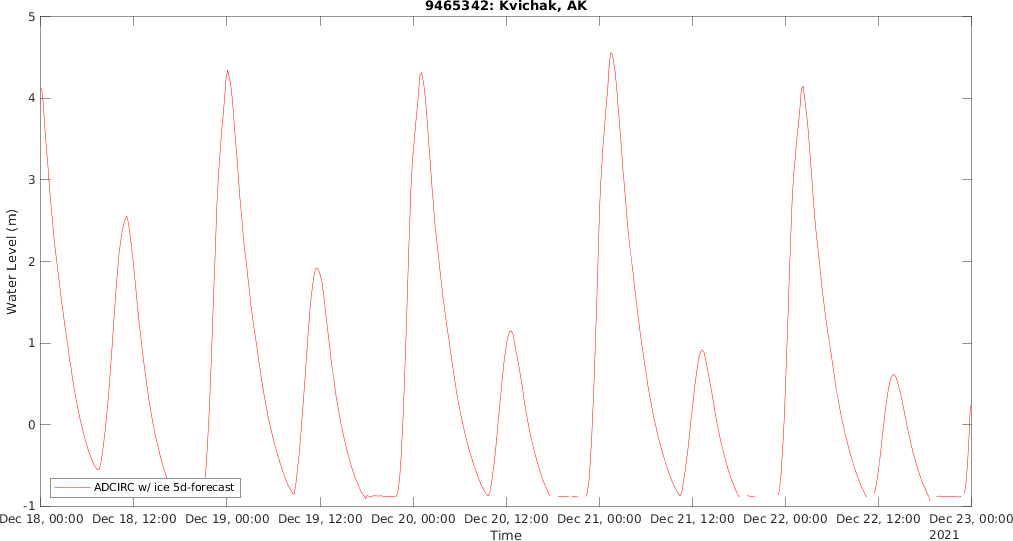 9465342: Kvichak, AK
5
4
3
2
1
0
-1
Water Level (m)
ADCIRC w/ ice 5d-forecast
Dec 18, 00:00 Dec 18, 12:00 Dec 19, 00:00 Dec 19, 12:00 Dec 20, 00:00 Dec 20, 12:00 Dec 21, 00:00 Dec 21, 12:00 Dec 22, 00:00 Dec 22, 12:00 Dec 23, 00:00
Time
2021